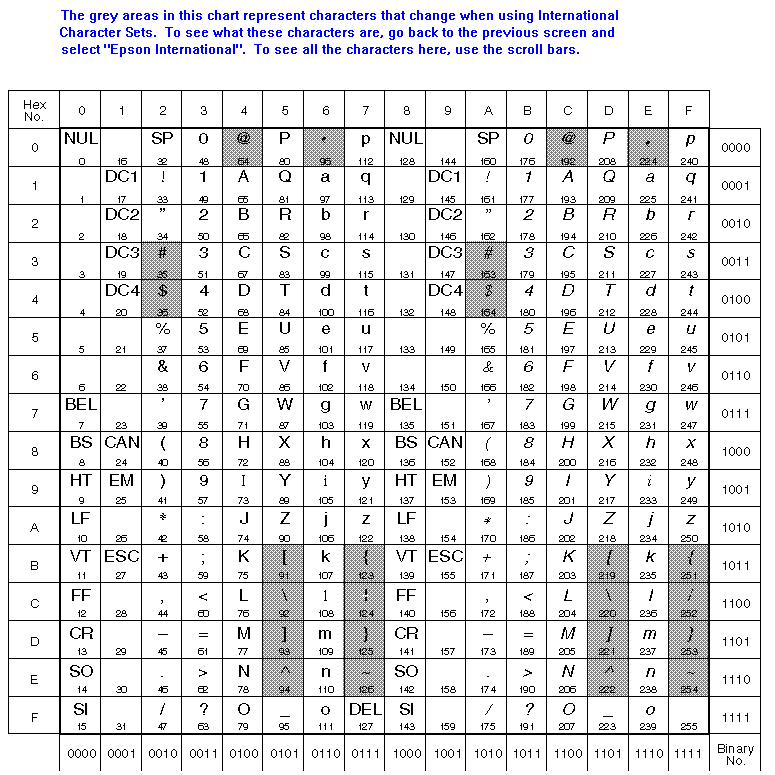 The grey areas in this chart represent characters that change when using International
Character Sets. To see what these characters are, go back to the previous screen and
select "Epson International". To see all the characters here, use the scroll bars.
Hex No. 0 1 2 3 4 5 6 7 8 9 A B C D E F
0 NUL SP 0 @ P ‘ p NUL SP 0 @ P ‘ p 0000
0 16 32 48 64 80 96 112 128 144 160 176 192 208 224 240
1 DC1 ! 1 A Q a q DC1 ! 1 A Q a q 0001
1 17 33 49 65 81 97 113 129 145 161 177 193 209 225 241
2 DC2 " 2 B R b r DC2 " 2 B R b r 0010
2 18 34 50 66 82 98 114 130 146 162 178 194 210 226 242
3 DC3 # 3 C S c s DC3 # 3 C S c s 0011
3 19 35 51 67 83 99 115 131 147 163 179 195 211 227 243
4 DC4 $ 4 D T d t DC4 $ 4 D T d t 0100
4 20 36 52 68 84 100 116 132 148 164 180 196 212 228 244
5 % 5 E U e u % 5 E U e u 0101
5 21 37 53 69 85 101 117 133 149 165 181 197 213 229 245
6 & 6 F V f v & 6 F V f v 0110
6 22 38 54 70 86 102 118 134 150 166 182 198 214 230 246
7 BEL ' 7 G W g w BEL ' 7 G W g w 0111
7 23 39 55 71 87 103 119 135 151 167 183 199 215 231 247
8 BS CAN ( 8 H X h x BS CAN ( 8 H X h x 1000
8 24 40 56 72 88 104 120 136 152 168 184 200 216 232 248
9 HT EM ) 9 I Y i y HT EM ) 9 I Y i y 1001
9 25 41 57 73 89 105 121 137 153 169 185 201 217 233 249
A LF * : J Z j z LF * : J Z j z 1010
10 26 42 58 74 90 106 122 138 154 170 186 202 218 234 250
B VT ESC + ; K [ k { VT ESC + ; K [ k { 1011
11 27 43 59 75 91 107 123 139 155 171 187 203 219 235 251
C FF , < L \ l ¦ FF , < L \ l ¦ 1100
12 28 44 60 76 92 108 124 140 156 172 188 204 220 236 252
D CR – = M ] m } CR – = M ] m } 1101
13 29 45 61 77 93 109 125 141 157 173 189 205 221 237 253
E SO . > N ^ n ~ SO . > N ^ n ~ 1110
14 30 46 62 78 94 110 126 142 158 174 190 206 222 238 254
F SI / ? O _ o DEL SI / ? O _ o 1111
15 31 47 63 79 95 111 127 143 159 175 191 207 223 239 255
0000 0001 0010 0011 0100 0101 0110 0111 1000 1001 1010 1011 1100 1101 1110 1111 Binary No.